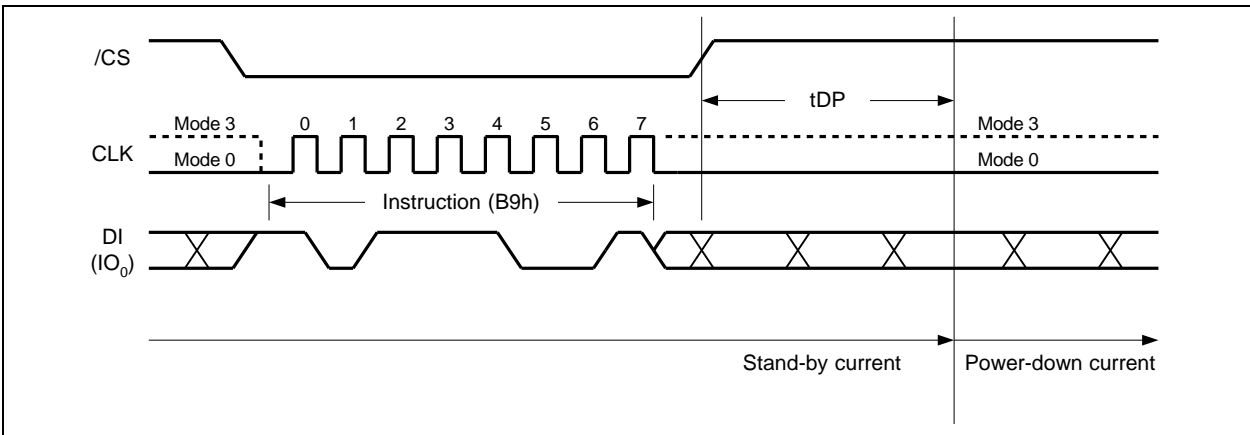 /CS
tDP
Mode 3 0 1 2 3 4 5 6 7 Mode 3
CLK
Mode 0 Mode 0
Instruction (B9h)
DI
(IO₀)
Stand-by current Power-down current